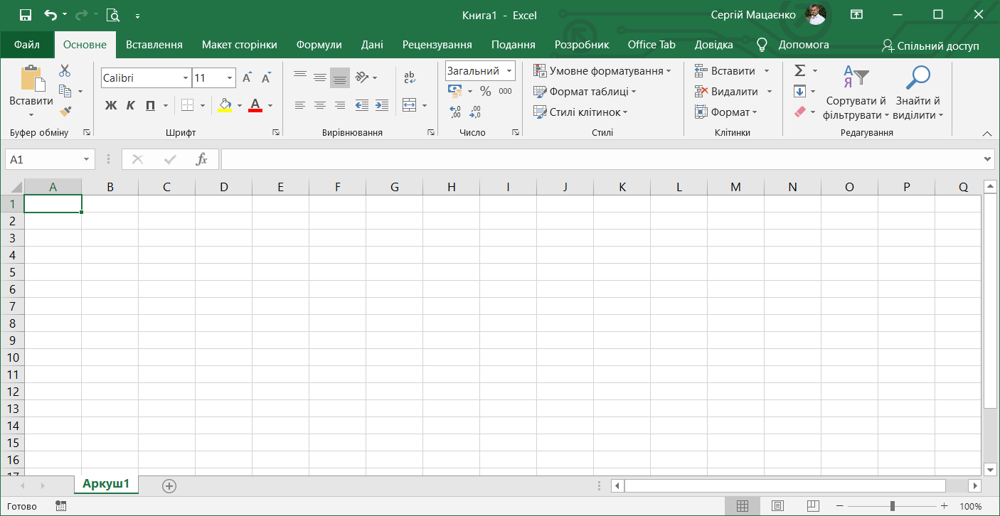 Книга1 - Excel
Сергій Мацаєнко
Файл Основне Вставлення Макет сторінки Формули Дані Рецензування Подання Розробник Office Tab Довідка Допомога Спільний доступ
Вставити
Буфер обміну
Calibri 11
Ж К П
Шрифт
ab
c
Вирівнювання
Загальний
% 000
Число
Умовне форматування
Формат таблиці
Стилі клітинок
Стилі
Вставити
Видалити
Формат
Клітинки
Сортувати й
фільтрувати
Знайти й
виділити
Редагування
A1
fx
A B C D E F G H I J K L M N O P Q
1
2
3
4
5
6
7
8
9
10
11
12
13
14
15
16
17
Аркуш1
Готово
100%